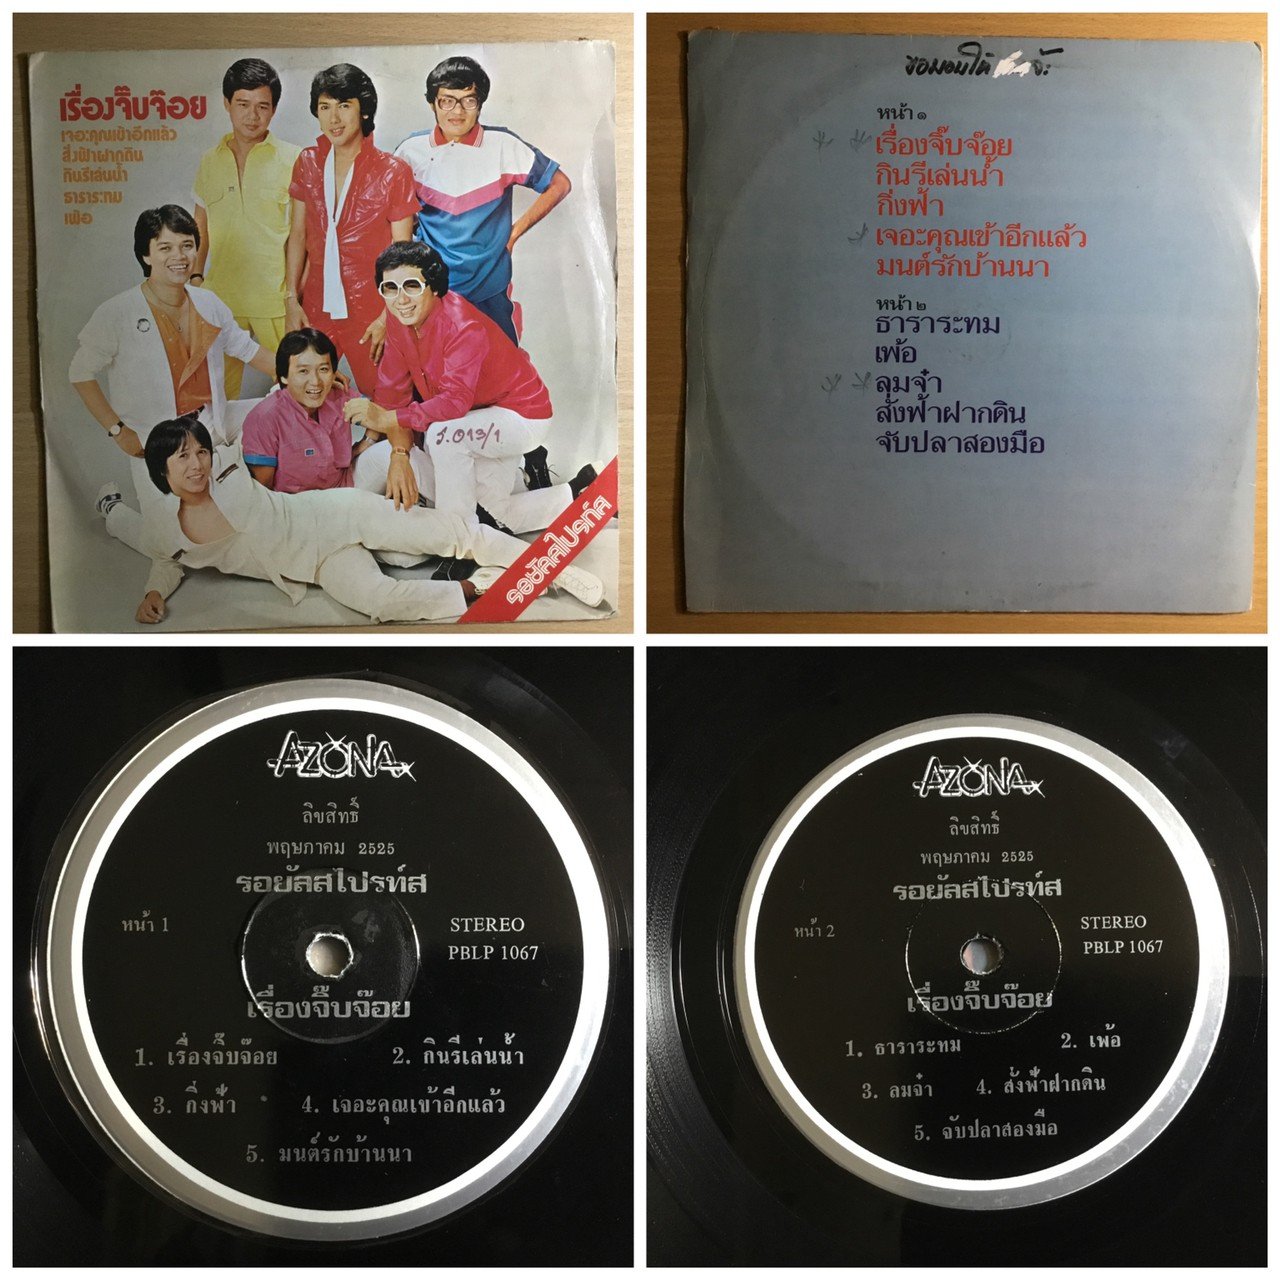 เรื่องจิ๊บจ๊อย
เจอะคุณเข้าอีกแล้ว
สั่งฟ้าฝากดิน
กินรีเล่นน้ำ
ธาราระทม
เพ้อ
ร.013/1
รอยัลสไปรท์ส
ขอมอบให้ จ้ะ
หน้า ๑
เรื่องจิ๊บจ๊อย
กินรีเล่นน้ำ
กิ่งฟ้า
เจอะคุณเข้าอีกแล้ว
มนต์รักบ้านนา
หน้า ๒
ธาราระทม
เพ้อ
ลมจ๋า
สั่งฟ้าฝากดิน
จับปลาสองมือ
AZONA
ลิขสิทธิ์
พฤษภาคม 2525
รอยัลสไปรท์ส
หน้า 1
STEREO
PBLP 1067
เรื่องจิ๊บจ๊อย
1. เรื่องจิ๊บจ๊อย 2. กินรีเล่นน้ำ
3. กิ่งฟ้า 4. เจอะคุณเข้าอีกแล้ว
5. มนต์รักบ้านนา
AZONA
ลิขสิทธิ์
พฤษภาคม 2525
รอยัลสไปรท์ส
หน้า 2
STEREO
PBLP 1067
เรื่องจิ๊บจ๊อย
1. ธาราระทม 2. เพ้อ
3. ลมจ๋า 4. สั่งฟ้าฝากดิน
5. จับปลาสองมือ